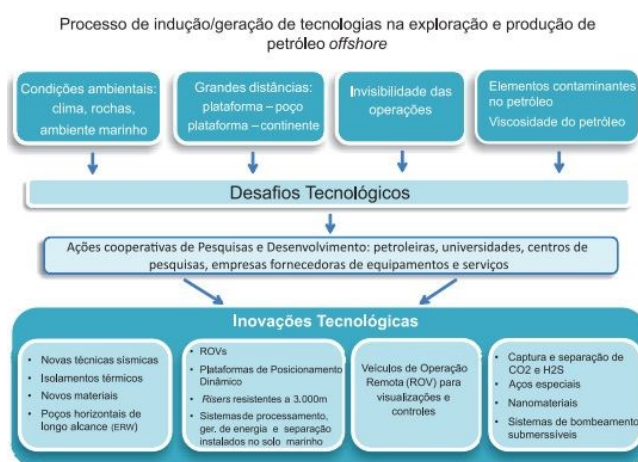 Processo de indução/geração de tecnologias na exploração e produção de
petróleo offshore
Condições ambientais:
clima, rochas,
ambiente marinho
Grandes distâncias:
plataforma – poço
plataforma – continente
Invisibilidade das
operações
Elementos contaminantes
no petróleo
Viscosidade do petróleo
Desafios Tecnológicos
Ações cooperativas de Pesquisas e Desenvolvimento: petroleiras, universidades, centros de
pesquisas, empresas fornecedoras de equipamentos e serviços
Inovações Tecnológicas
• Novas técnicas sísmicas
• Isolamentos térmicos
• Novos materiais
• Poços horizontais de
longo alcance (ERW)
• ROVs
• Plataformas de Posicionamento
Dinâmico
• Risers resistentes a 3.000m
• Sistemas de processamento,
ger. de energia e separação
instalados no solo marinho
Veículos de Operação
Remota (ROV) para
visualizações e
controles
• Captura e separação de
CO2 e H2S
• Aços especiais
• Nanomateriais
• Sistemas de bombeamento
submerssíveis